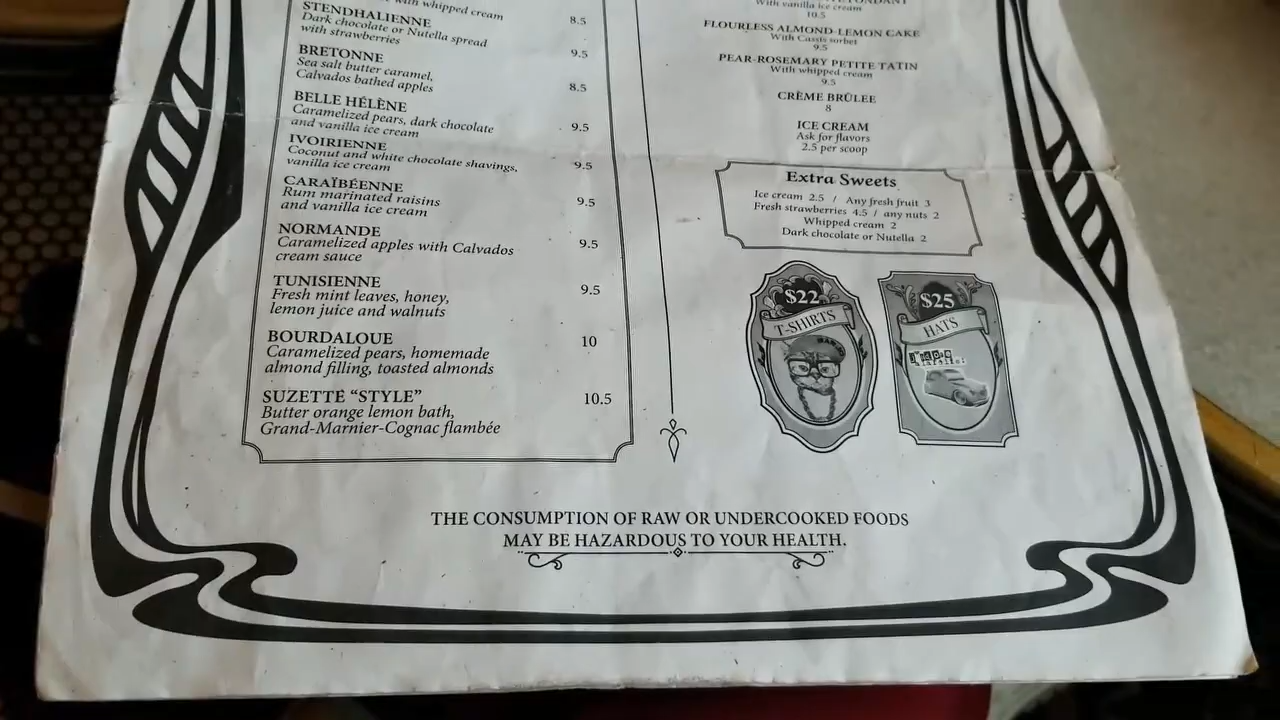 with whipped cream
8.5
STENDHALIENNE
Dark chocolate or Nutella spread
with strawberries
9.5
BRETONNE
Sea salt butter caramel,
Calvados bathed apples
8.5
BELLE HÉLÈNE
Caramelized pears, dark chocolate
and vanilla ice cream
9.5
IVOIRIENNE
Coconut and white chocolate shavings,
vanilla ice cream
9.5
CARAÏBÉENNE
Rum marinated raisins
and vanilla ice cream
9.5
NORMANDE
Caramelized apples with Calvados
cream sauce
9.5
TUNISIENNE
Fresh mint leaves, honey,
lemon juice and walnuts
9.5
BOURDALOUE
Caramelized pears, homemade
almond filling, toasted almonds
10
SUZETTE “STYLE”
Butter orange lemon bath,
Grand-Marnier-Cognac flambée
10.5
With vanilla ice cream
10.5
FLOURLESS ALMOND-LEMON CAKE
With Cassis sorbet
9.5
PEAR-ROSEMARY PETITE TATIN
With whipped cream
9.5
CRÈME BRÛLEE
8
ICE CREAM
Ask for flavors
2.5 per scoop
Extra Sweets
Ice cream 2.5 / Any fresh fruit 3
Fresh strawberries 4.5 / any nuts 2
Whipped cream 2
Dark chocolate or Nutella 2
$22
T-SHIRTS
$25
HATS
THE CONSUMPTION OF RAW OR UNDERCOOKED FOODS
MAY BE HAZARDOUS TO YOUR HEALTH.